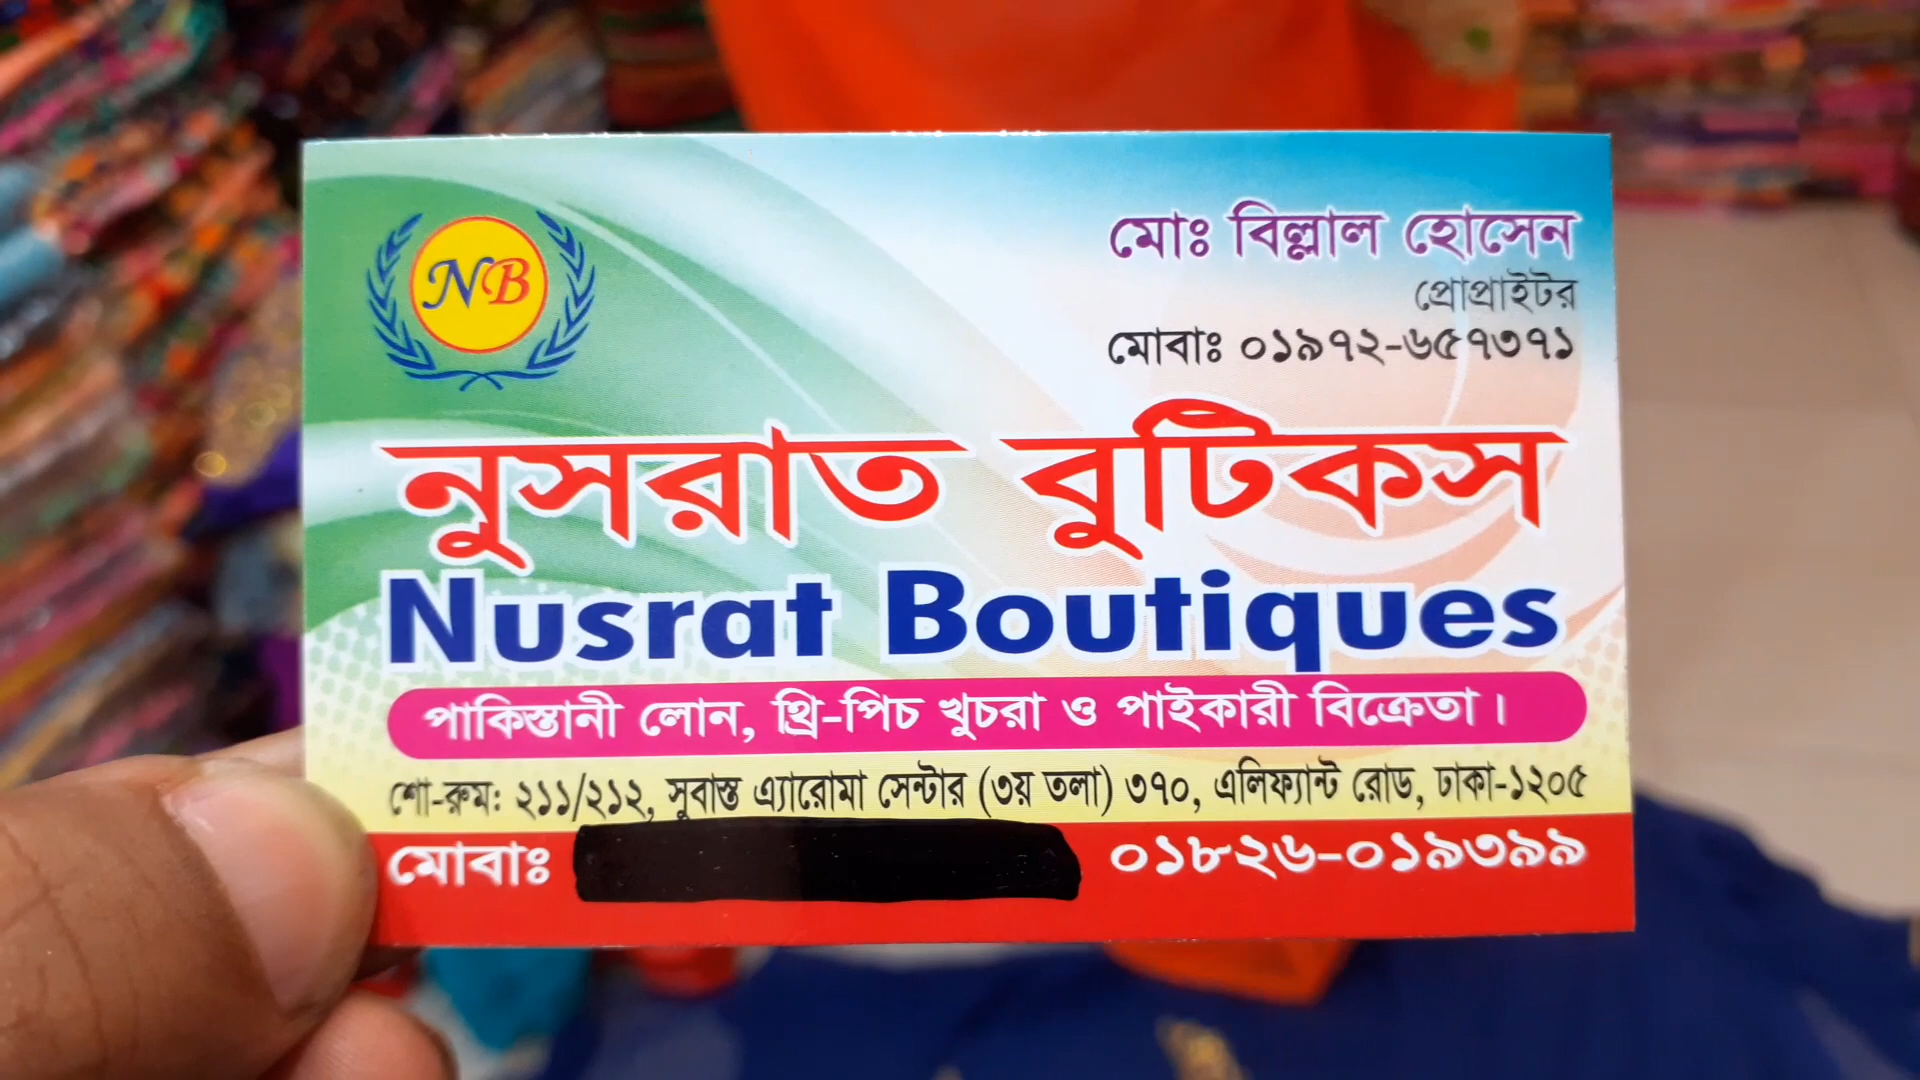 NB
মোঃ বিল্লাল হোসেন
প্রোপ্রাইটর
মোবাঃ ০১৯৭২-৬৫৭৩৭১
নুসরাত বুটিকস
Nusrat Boutiques
পাকিস্তানী লোন, থ্রি-পিচ খুচরা ও পাইকারী বিক্রেতা।
শো-রুম: ২১১/২১২, সুবাস্তু এ্যারোমা সেন্টার (৩য় তলা) ৩৭০, এলিফ্যান্ট রোড, ঢাকা-১২০৫
মোবাঃ ০১৮২৬-০১৯৩৯৯